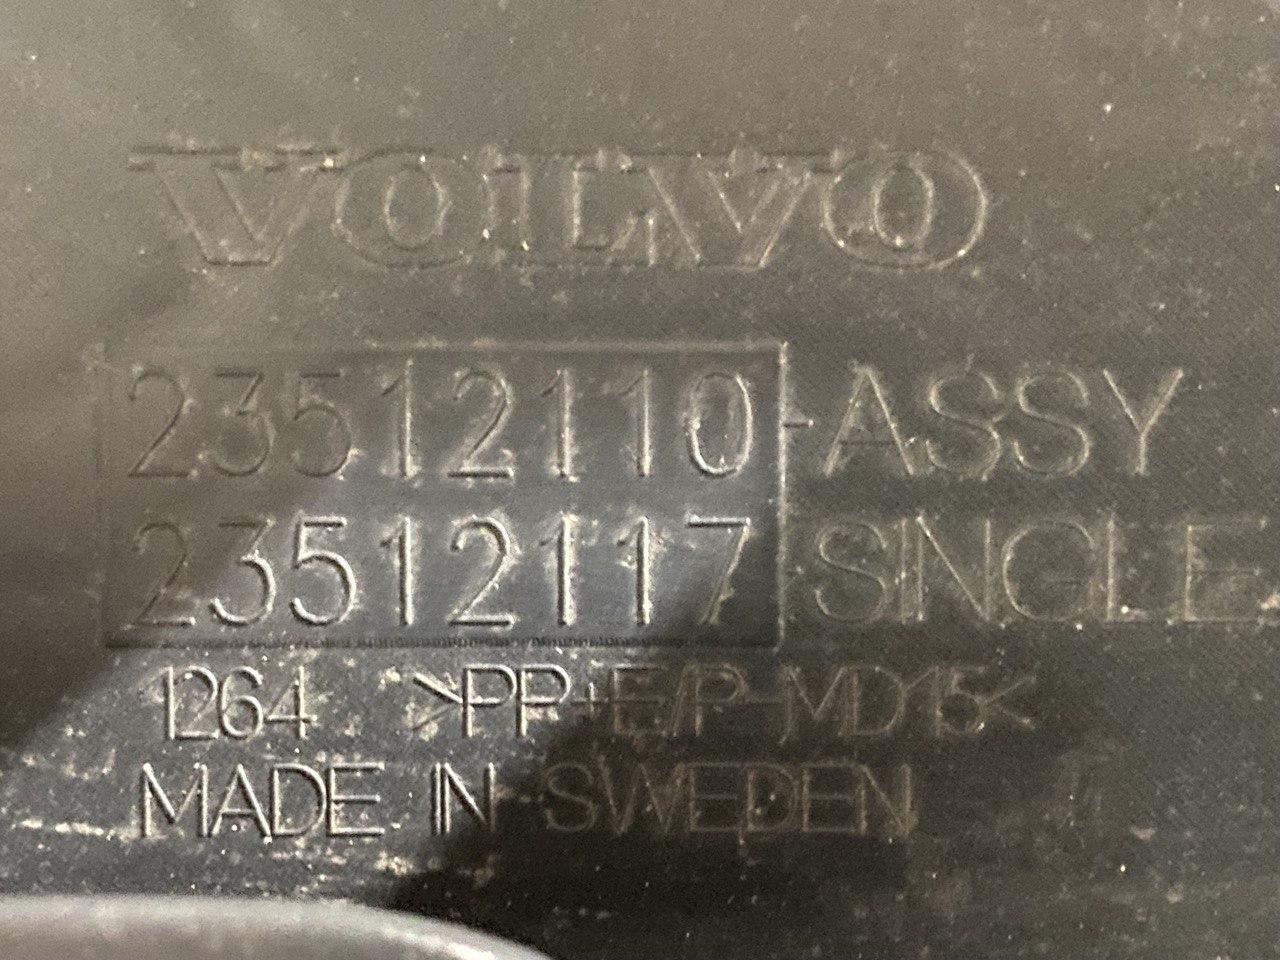 VOLVO
23512110-ASSY
23512117-SINGLE
1264 >PP+E/P-MD15<
MADE IN SWEDEN